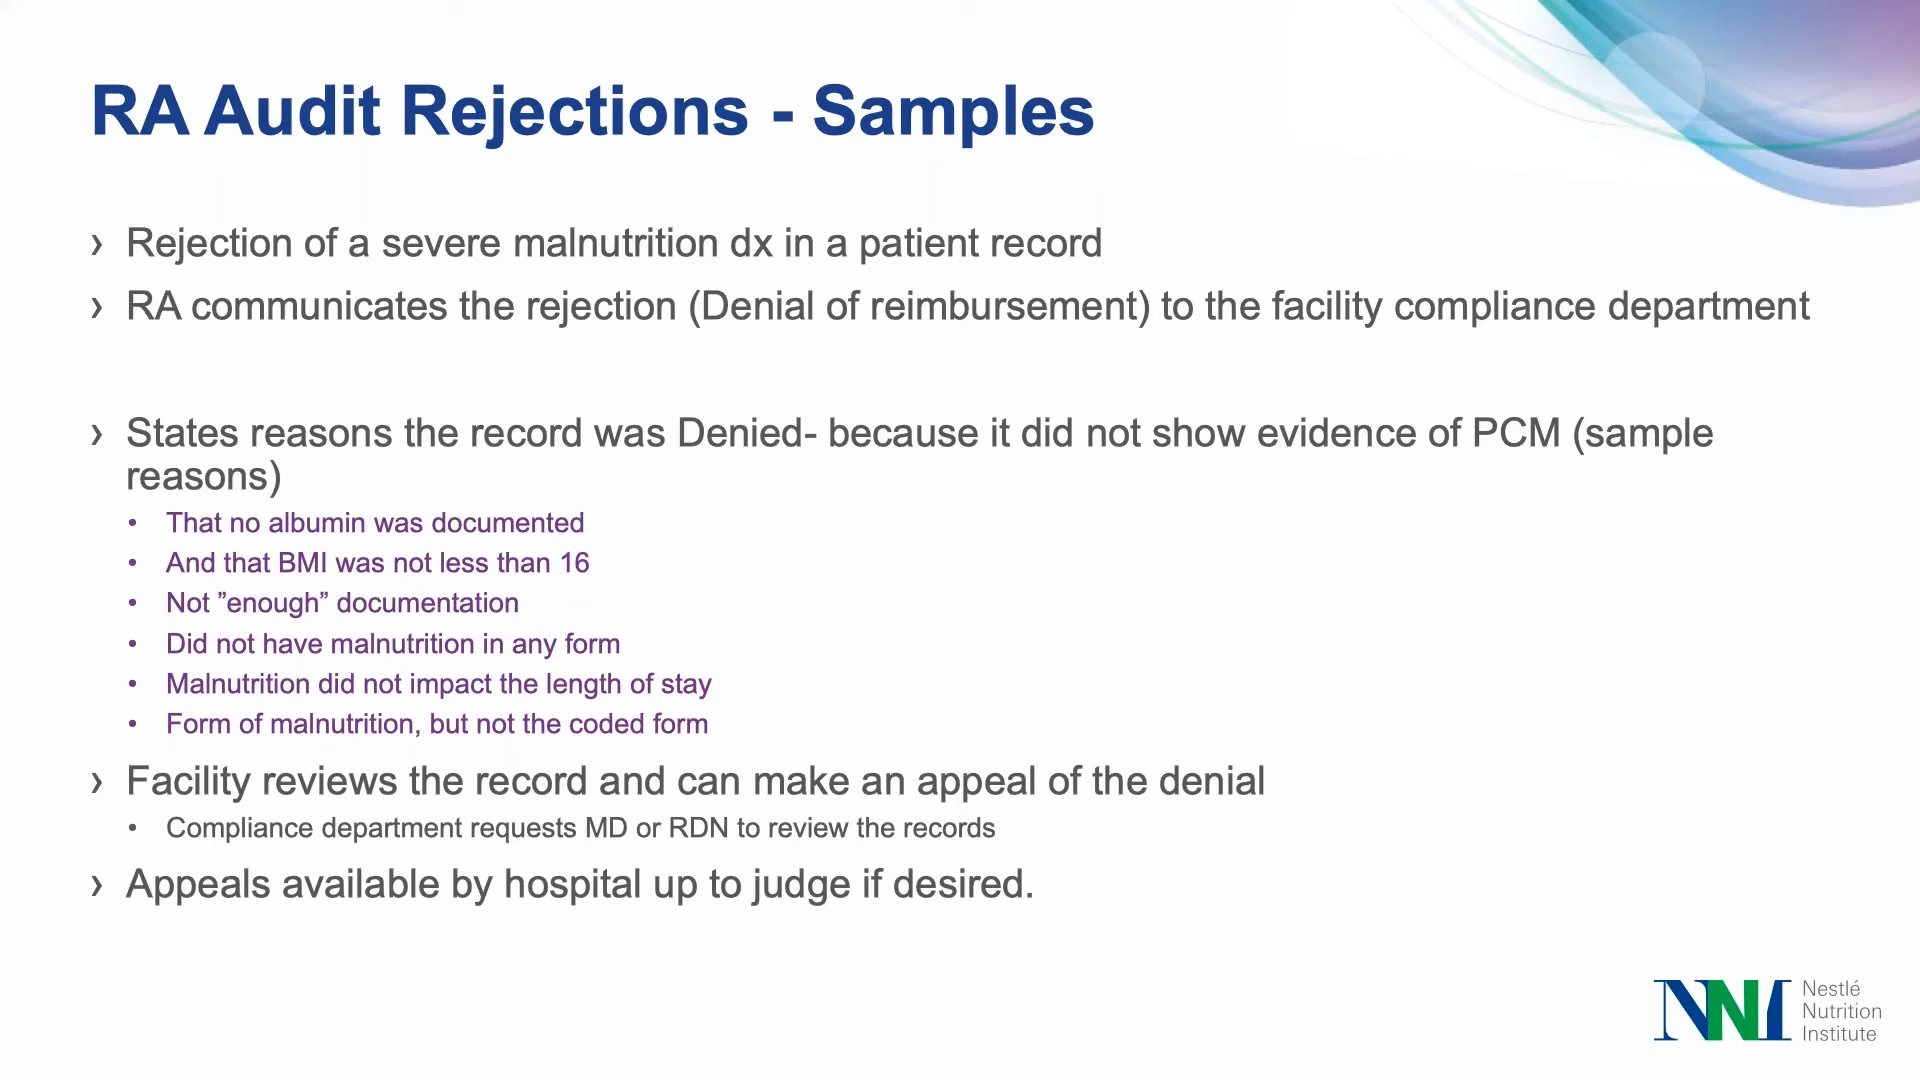 RA Audit Rejections - Samples
› Rejection of a severe malnutrition dx in a patient record
› RA communicates the rejection (Denial of reimbursement) to the facility compliance department
› States reasons the record was Denied- because it did not show evidence of PCM (sample
reasons)
• That no albumin was documented
• And that BMI was not less than 16
• Not ”enough” documentation
• Did not have malnutrition in any form
• Malnutrition did not impact the length of stay
• Form of malnutrition, but not the coded form
› Facility reviews the record and can make an appeal of the denial
• Compliance department requests MD or RDN to review the records
› Appeals available by hospital up to judge if desired.
NNI
Nestlé
Nutrition
Institute